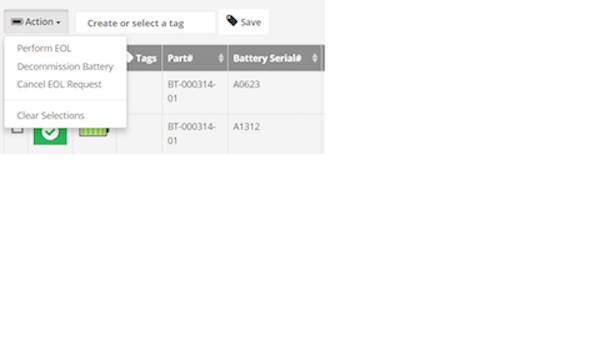 Action
Create or select a tag
Save
Perform EOL
Decommission Battery
Cancel EOL Request
Clear Selections
Tags
Part#
Battery Serial#
BT-000314-
01
A0623
BT-000314-
01
A1312